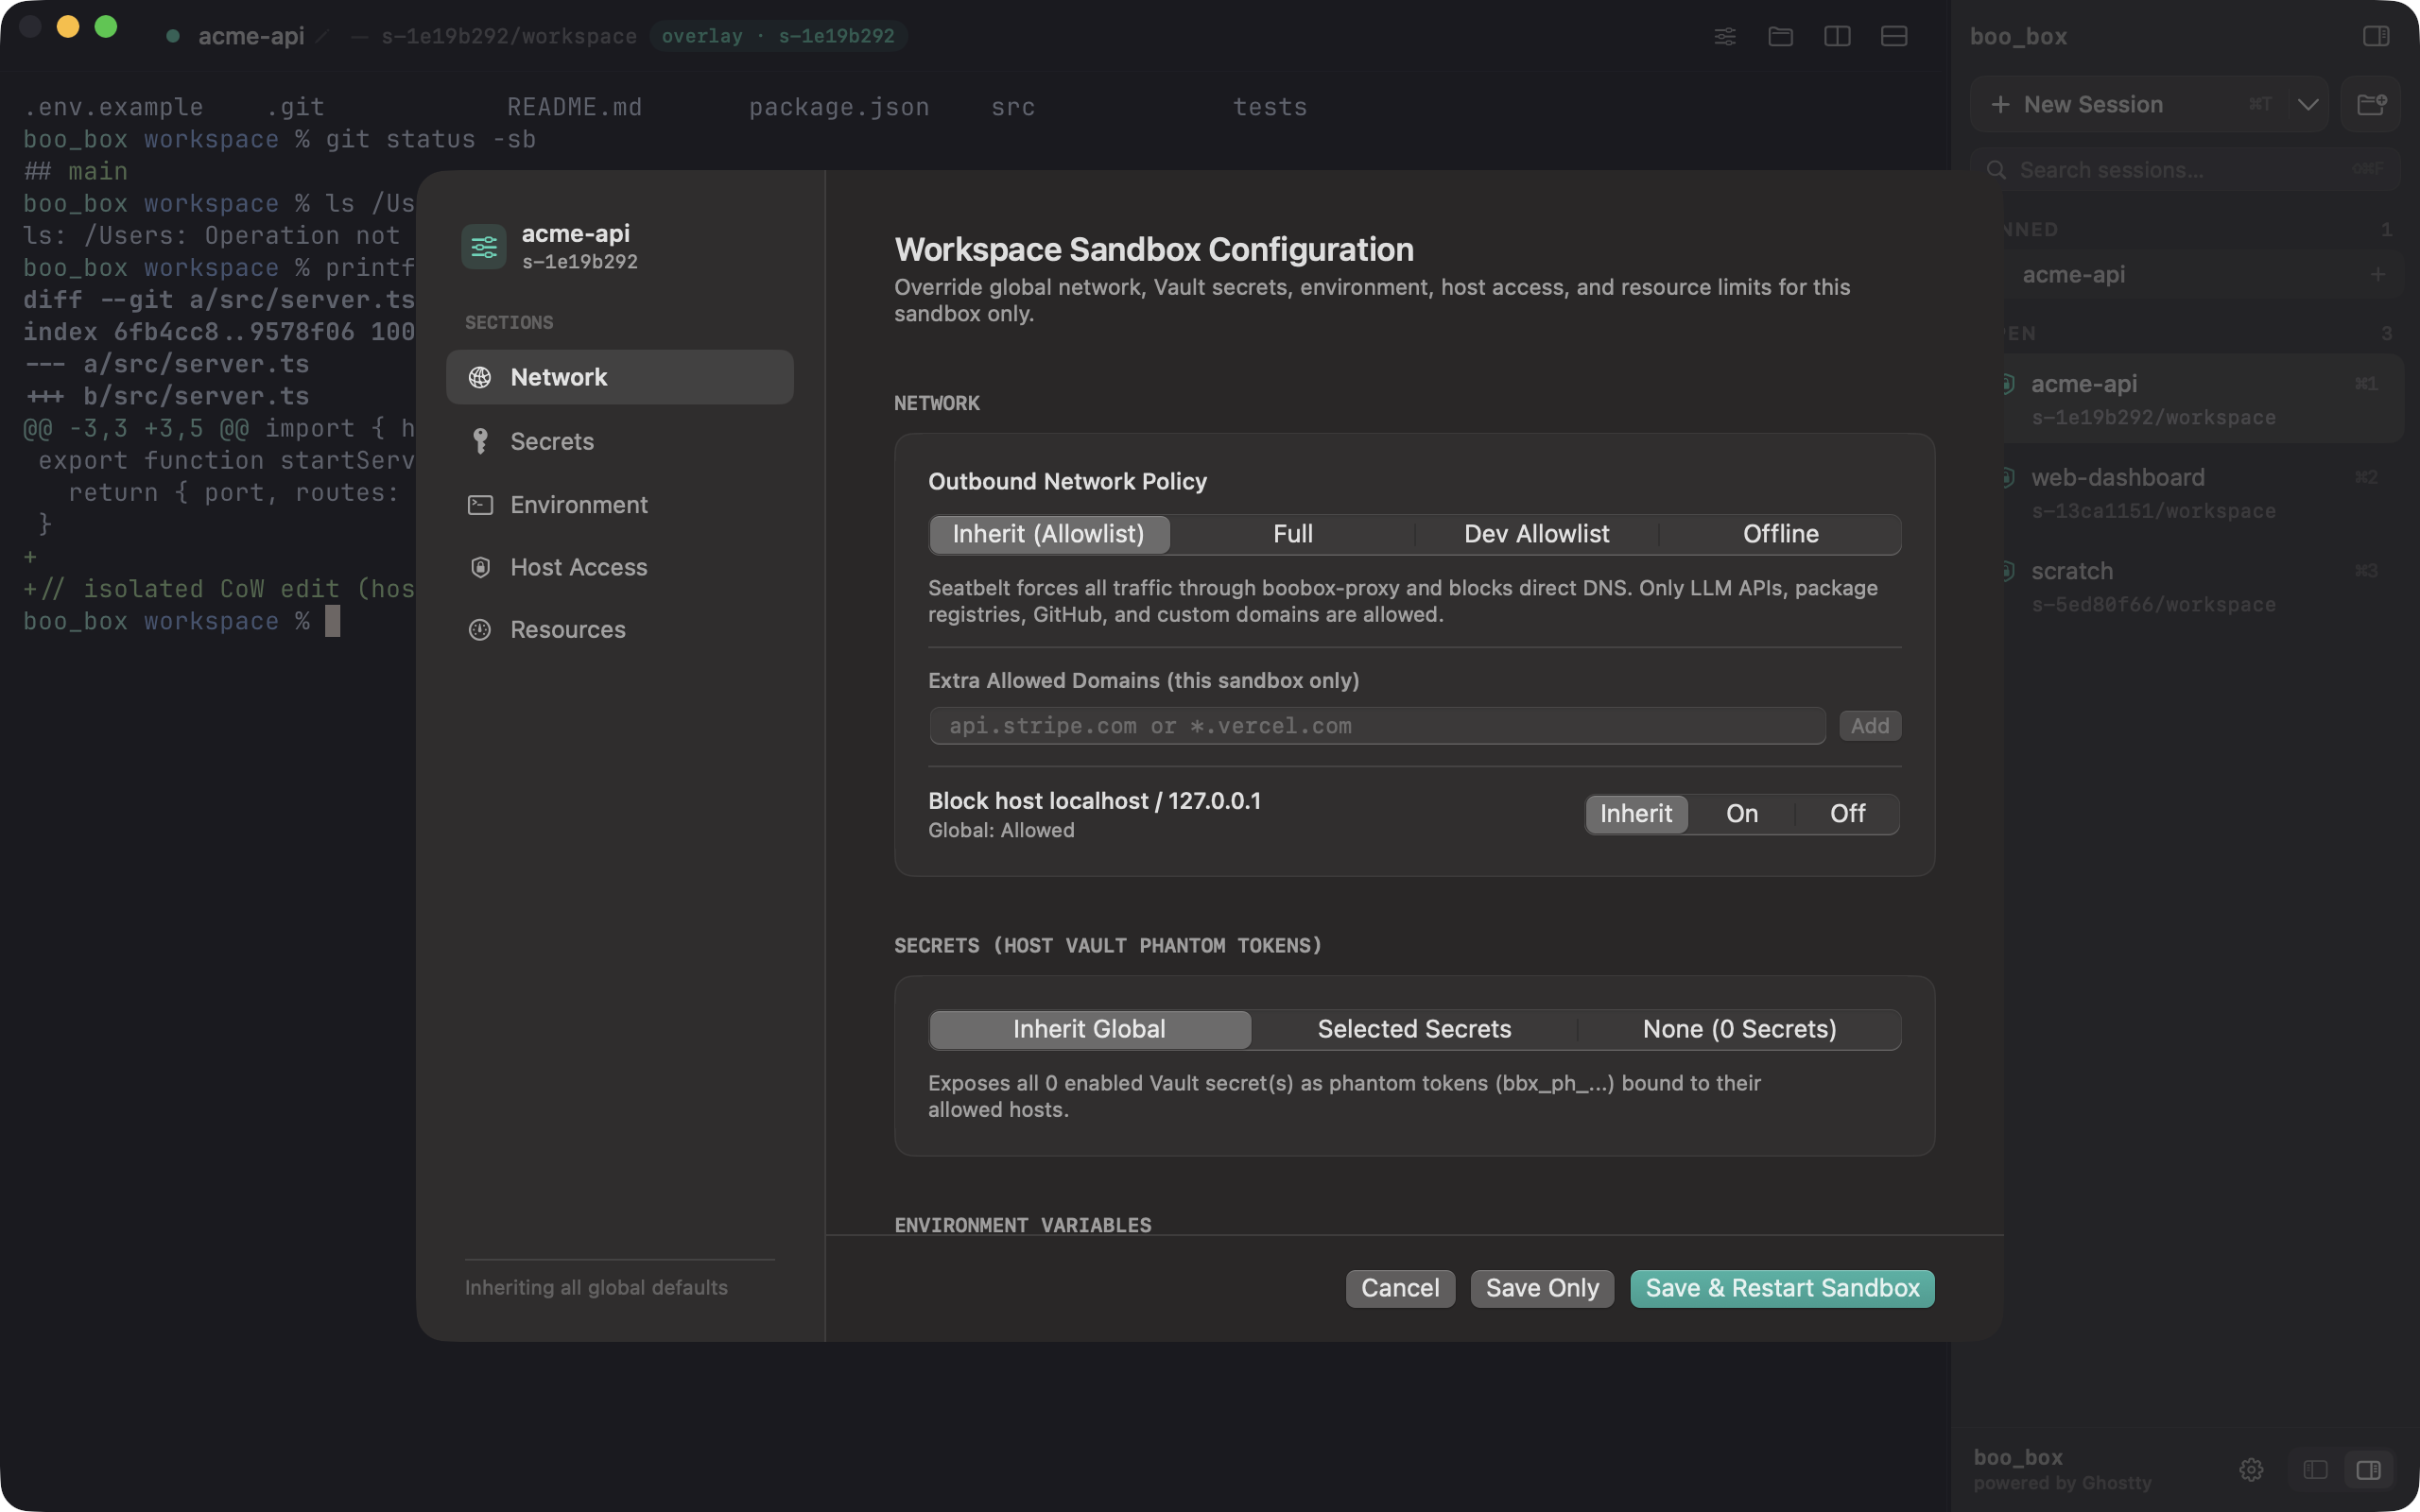 acme-api — s-1e19b292/workspace overlay · s-1e19b292
.env.example .git README.md package.json src tests
boo_box workspace % git status -sb
## main
boo_box workspace % ls /Us
ls: /Users: Operation not
boo_box workspace % printf
diff --git a/src/server.ts
index 6fb4cc8..9578f06 100
--- a/src/server.ts
+++ b/src/server.ts
@@ -3,3 +3,5 @@ import { h
export function startServ
return { port, routes:
}
+
+// isolated CoW edit (hos
boo_box workspace %
acme-api
s-1e19b292
SECTIONS
Network
Secrets
Environment
Host Access
Resources
Inheriting all global defaults
Workspace Sandbox Configuration
Override global network, Vault secrets, environment, host access, and resource limits for this
sandbox only.
NETWORK
Outbound Network Policy
Inherit (Allowlist) Full Dev Allowlist Offline
Seatbelt forces all traffic through boobox-proxy and blocks direct DNS. Only LLM APIs, package
registries, GitHub, and custom domains are allowed.
Extra Allowed Domains (this sandbox only)
api.stripe.com or *.vercel.com Add
Block host localhost / 127.0.0.1
Global: Allowed
Inherit On Off
SECRETS (HOST VAULT PHANTOM TOKENS)
Inherit Global Selected Secrets None (0 Secrets)
Exposes all 0 enabled Vault secret(s) as phantom tokens (bbx_ph_...) bound to their
allowed hosts.
ENVIRONMENT VARIABLES
Cancel Save Only Save & Restart Sandbox
boo_box
New Session ⌘T
Search sessions...
NNED 1
acme-api +
PEN 3
acme-api ⌘1
s-1e19b292/workspace
web-dashboard ⌘2
s-13ca1151/workspace
scratch ⌘3
s-5ed80f66/workspace
boo_box
powered by Ghostty